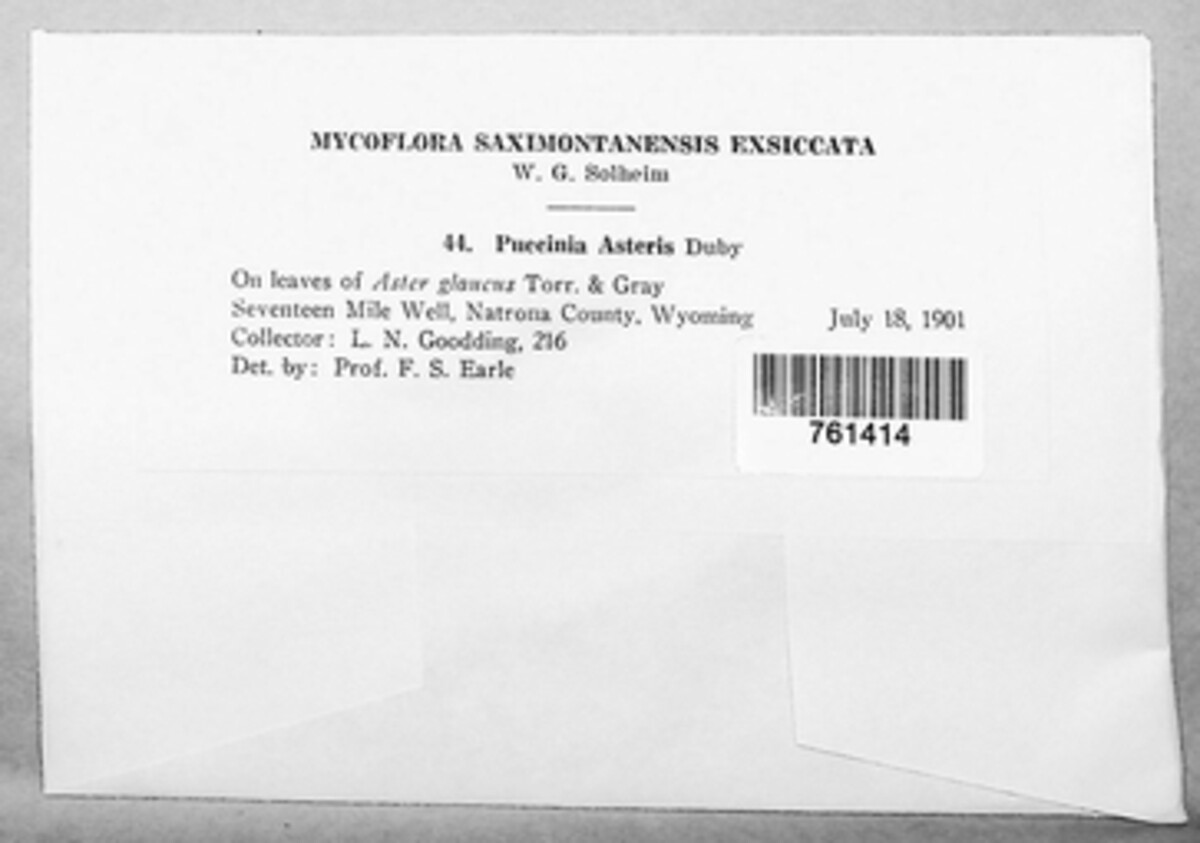 MYCOFLORA SAXIMONTANENSIS EXSICCATA
W. G. Solheim
44. Puccinia Asteris Duby
On leaves of Aster glaucus Torr. & Gray
Seventeen Mile Well, Natrona County, Wyoming July 18, 1901
Collector: L. N. Goodding, 216
Det. by: Prof. F. S. Earle
761414